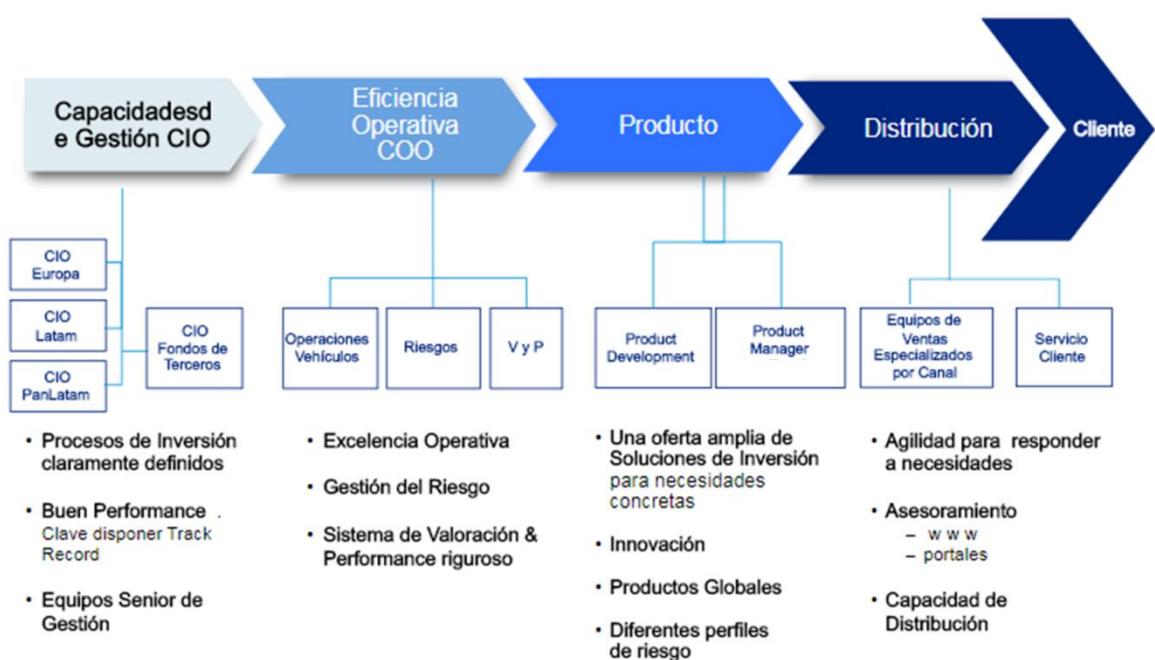 Capacidadesd
e Gestión CIO
Eficiencia
Operativa
COO
Producto
Distribución
Cliente
CIO
Europa
CIO
Latam
CIO
PanLatam
CIO
Fondos de
Terceros
Operaciones
Vehículos
Riesgos
V y P
Product
Development
Product
Manager
Equipos de
Ventas
Especializados
por Canal
Servicio
Cliente
• Procesos de Inversión
claramente definidos
• Buen Performance .
Clave disponer Track
Record
• Equipos Senior de
Gestión
• Excelencia Operativa
• Gestión del Riesgo
• Sistema de Valoración &
Performance riguroso
• Una oferta amplia de
Soluciones de Inversión
para necesidades
concretas
• Innovación
• Productos Globales
• Diferentes perfiles
de riesgo
• Agilidad para responder
a necesidades
• Asesoramiento
– w w w
– portales
• Capacidad de
Distribución